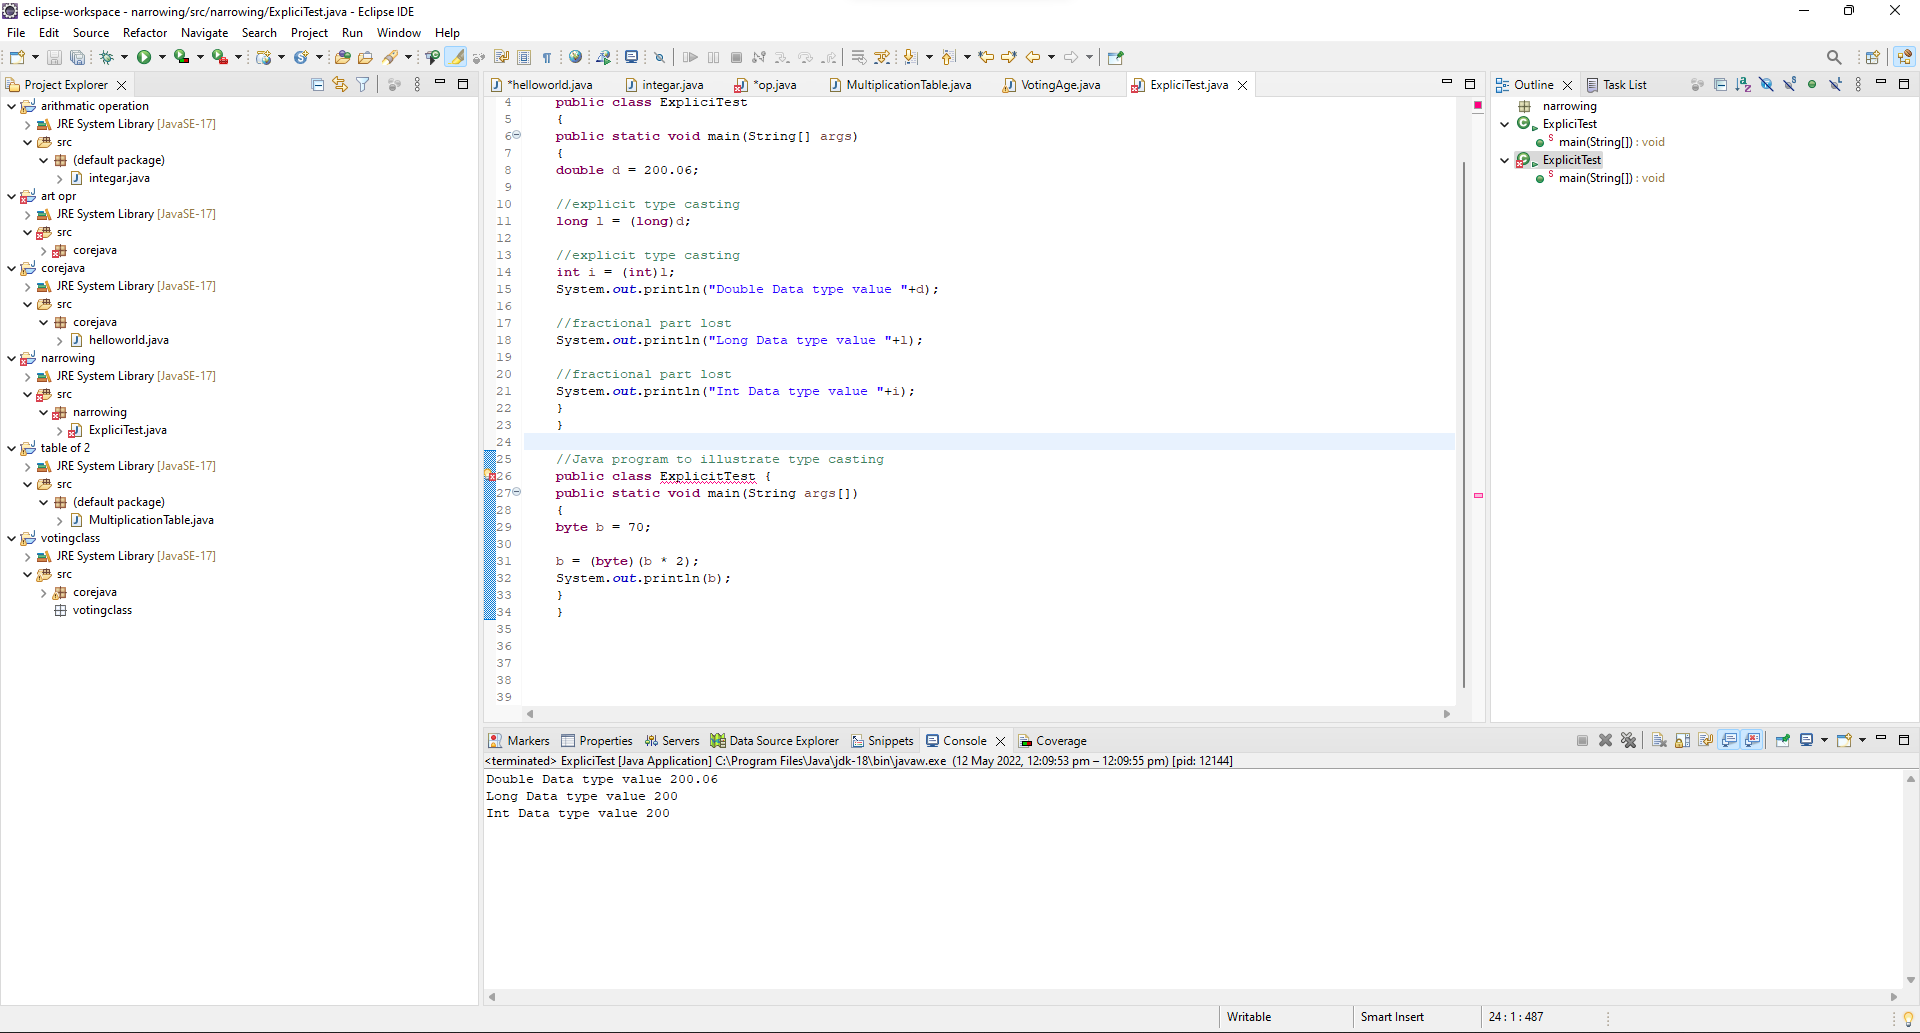 eclipse-workspace - narrowing/src/narrowing/ExpliciTest.java - Eclipse IDE
File Edit Source Refactor Navigate Search Project Run Window Help
Project Explorer
arithmatic operation
JRE System Library [JavaSE-17]
src
(default package)
integar.java
art opr
JRE System Library [JavaSE-17]
src
corejava
corejava
JRE System Library [JavaSE-17]
src
corejava
helloworld.java
narrowing
JRE System Library [JavaSE-17]
src
narrowing
ExpliciTest.java
table of 2
JRE System Library [JavaSE-17]
src
(default package)
MultiplicationTable.java
votingclass
JRE System Library [JavaSE-17]
src
corejava
votingclass
*helloworld.java integar.java *op.java MultiplicationTable.java VotingAge.java ExpliciTest.java
4 public class ExpliciTest
5 {
6 public static void main(String[] args)
7 {
8 double d = 200.06;
9
10 //explicit type casting
11 long l = (long)d;
12
13 //explicit type casting
14 int i = (int)l;
15 System.out.println("Double Data type value "+d);
16
17 //fractional part lost
18 System.out.println("Long Data type value "+l);
19
20 //fractional part lost
21 System.out.println("Int Data type value "+i);
22 }
23 }
24
25 //Java program to illustrate type casting
26 public class ExplicitTest {
27 public static void main(String args[])
28 {
29 byte b = 70;
30
31 b = (byte)(b * 2);
32 System.out.println(b);
33 }
34 }
35
36
37
38
39
Outline Task List
narrowing
ExpliciTest
main(String[]) : void
ExplicitTest
main(String[]) : void
Markers Properties Servers Data Source Explorer Snippets Console Coverage
<terminated> ExpliciTest [Java Application] C:\Program Files\Java\jdk-18\bin\javaw.exe (12 May 2022, 12:09:53 pm – 12:09:55 pm) [pid: 12144]
Double Data type value 200.06
Long Data type value 200
Int Data type value 200
Writable Smart Insert 24 : 1 : 487